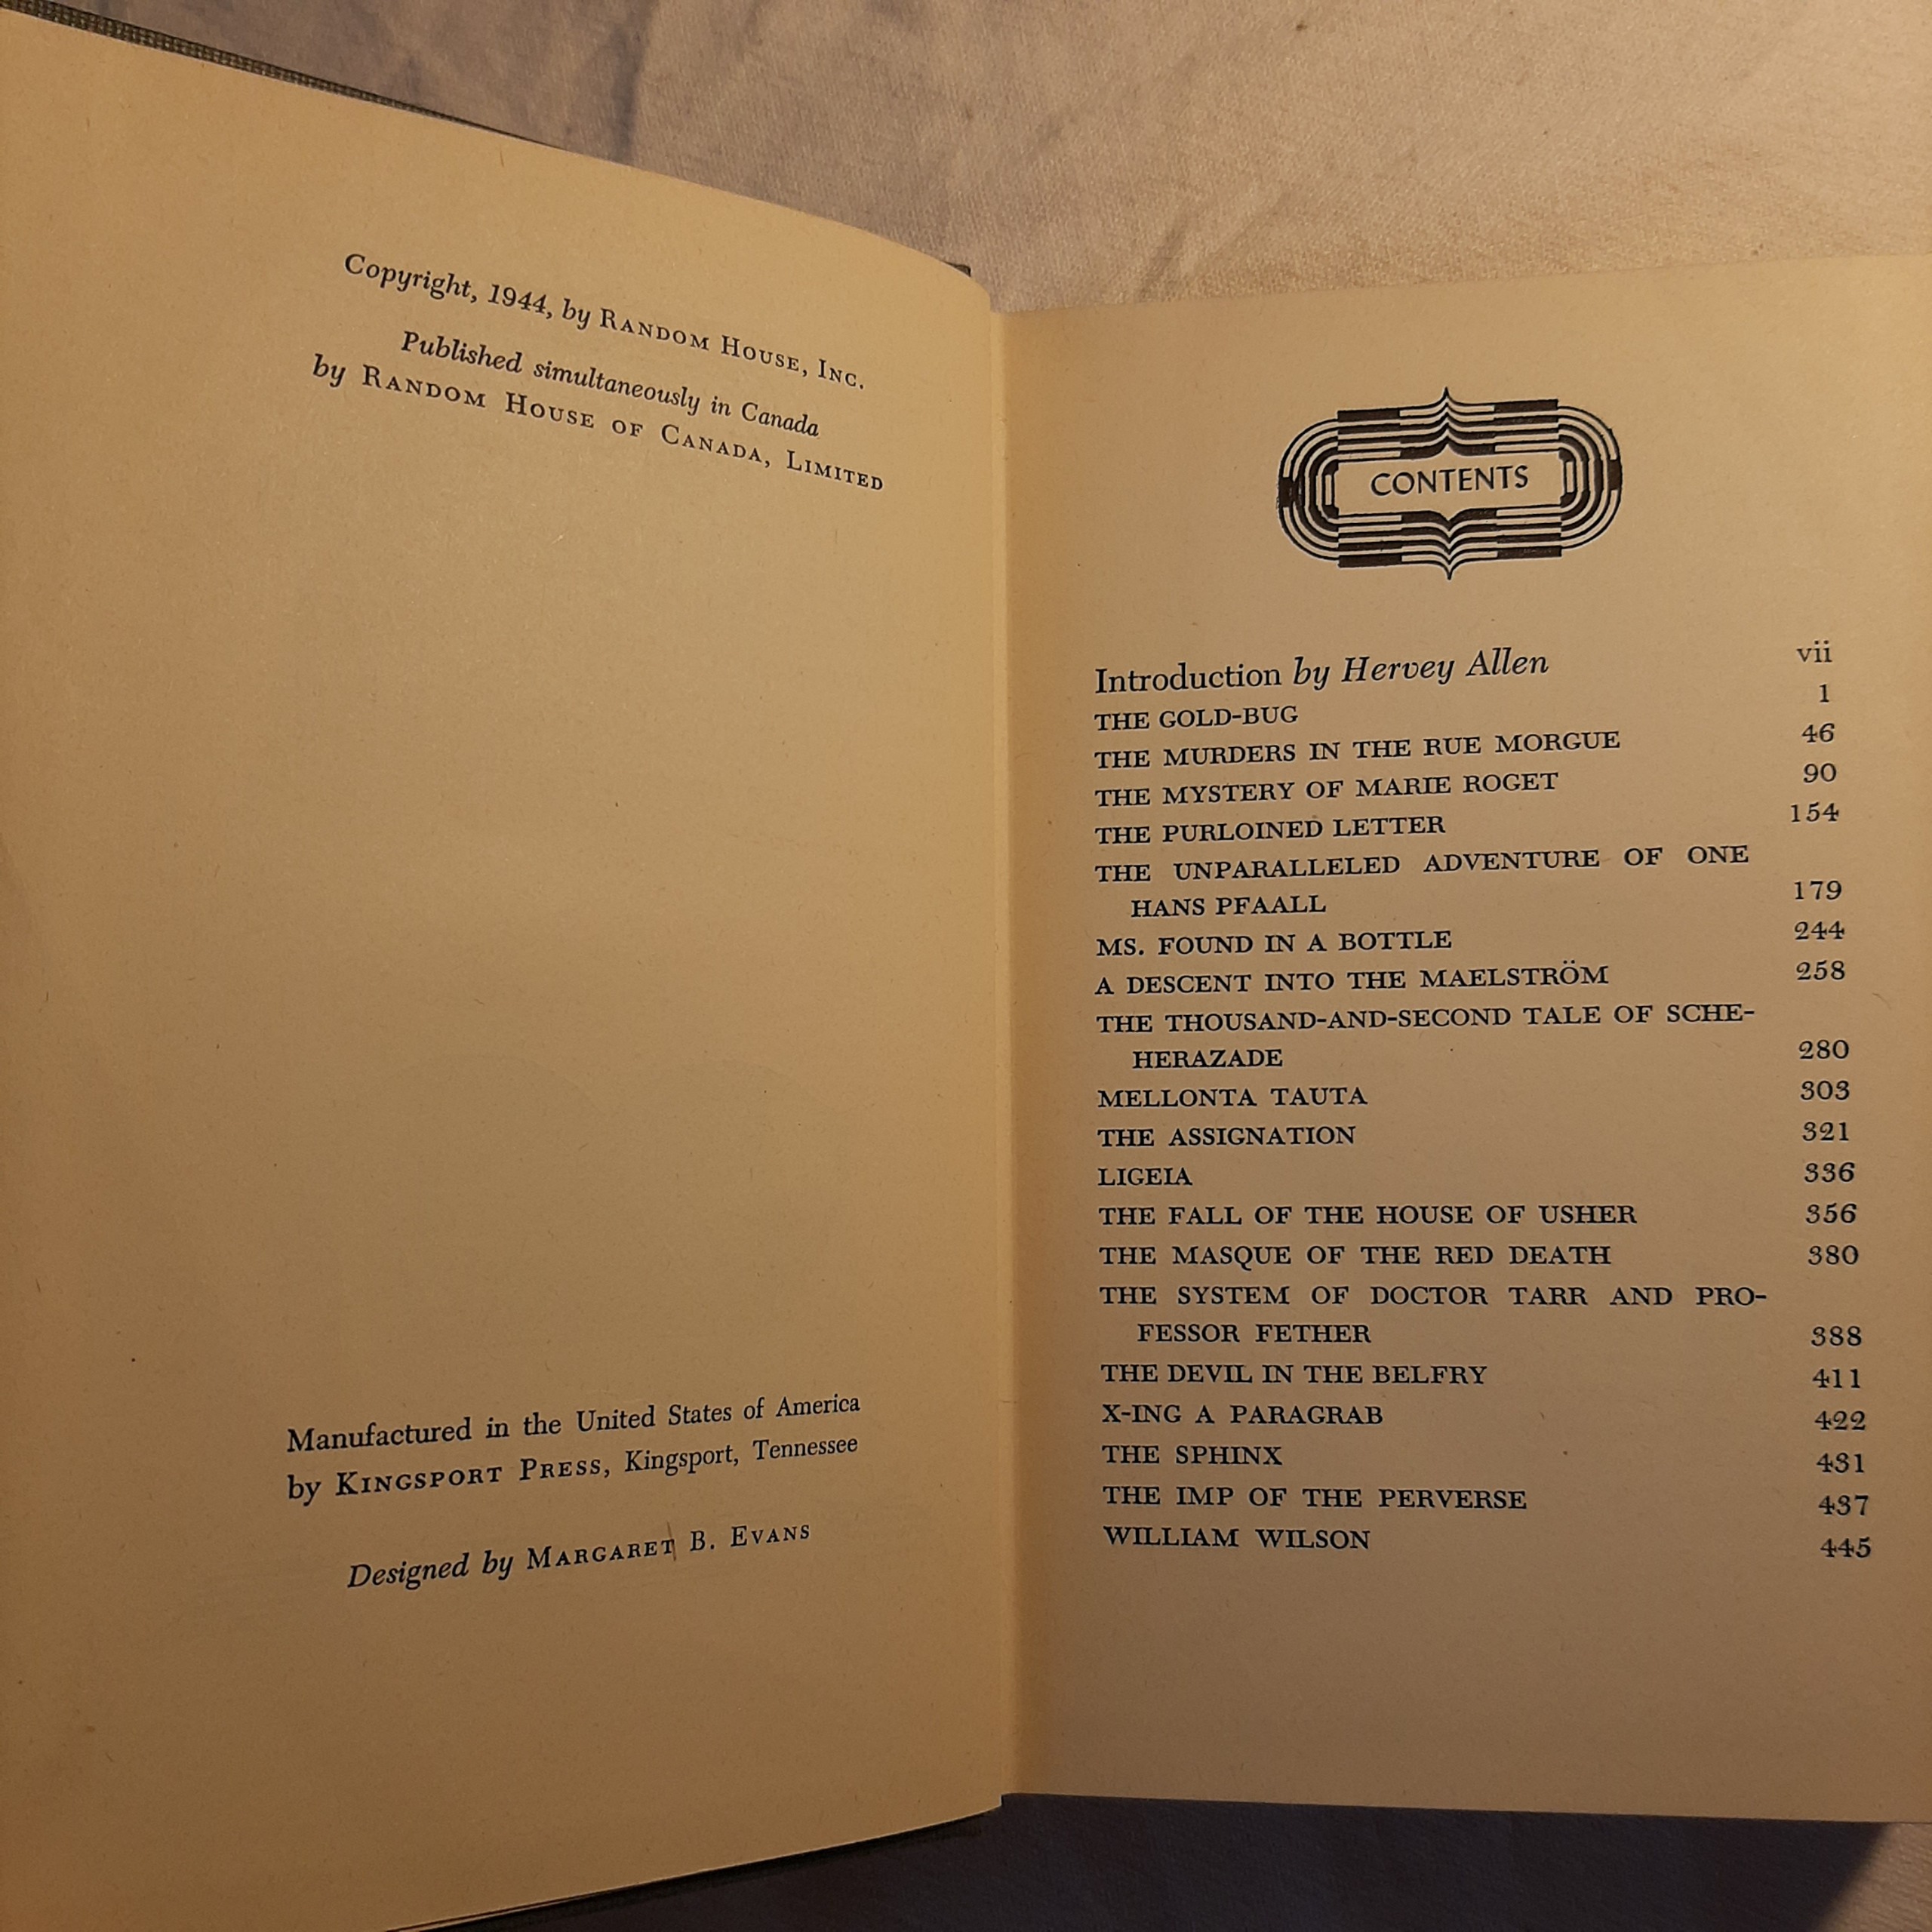 Copyright, 1944, by RANDOM HOUSE, INC.
Published simultaneously in Canada
by RANDOM HOUSE OF CANADA, LIMITED
Manufactured in the United States of America
by KINGSPORT PRESS, Kingsport, Tennessee
Designed by MARGARET B. EVANS
CONTENTS
Introduction by Hervey Allen vii
THE GOLD-BUG 1
THE MURDERS IN THE RUE MORGUE 46
THE MYSTERY OF MARIE ROGET 90
THE PURLOINED LETTER 154
THE UNPARALLELED ADVENTURE OF ONE
HANS PFAALL 179
MS. FOUND IN A BOTTLE 244
A DESCENT INTO THE MAELSTRÖM 258
THE THOUSAND-AND-SECOND TALE OF SCHE-
HERAZADE 280
MELLONTA TAUTA 303
THE ASSIGNATION 321
LIGEIA 336
THE FALL OF THE HOUSE OF USHER 356
THE MASQUE OF THE RED DEATH 380
THE SYSTEM OF DOCTOR TARR AND PRO-
FESSOR FETHER 388
THE DEVIL IN THE BELFRY 411
X-ING A PARAGRAB 422
THE SPHINX 431
THE IMP OF THE PERVERSE 437
WILLIAM WILSON 445